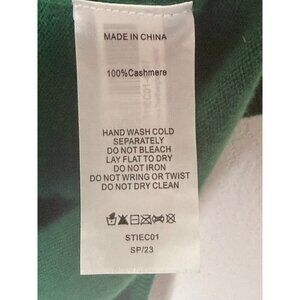 MADE IN CHINA
100%Cashmere
HAND WASH COLD
SEPARATELY
DO NOT BLEACH
LAY FLAT TO DRY
DO NOT IRON
DO NOT WRING OR TWIST
DO NOT DRY CLEAN
STIEC01
SP/23